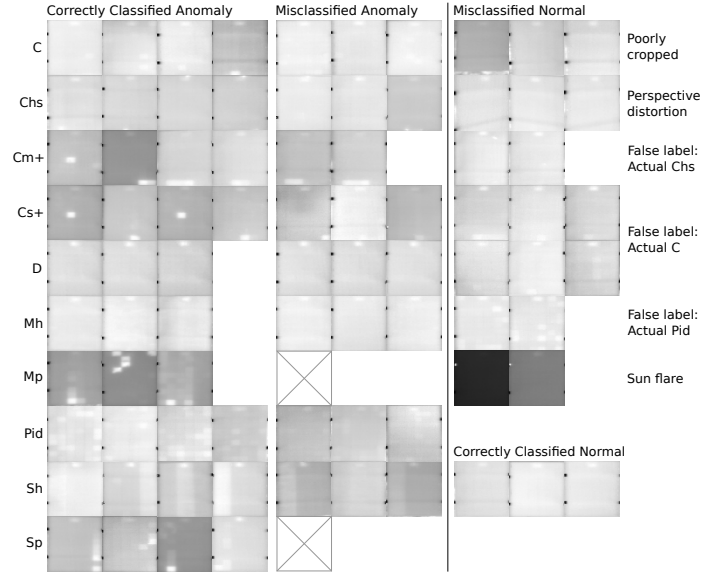 Correctly Classified Anomaly
Misclassified Anomaly
Misclassified Normal
C
Poorly
cropped
Chs
Perspective
distortion
Cm+
False label:
Actual Chs
Cs+
False label:
Actual C
D
Mh
False label:
Actual Pid
Mp
Sun flare
Pid
Correctly Classified Normal
Sh
Sp